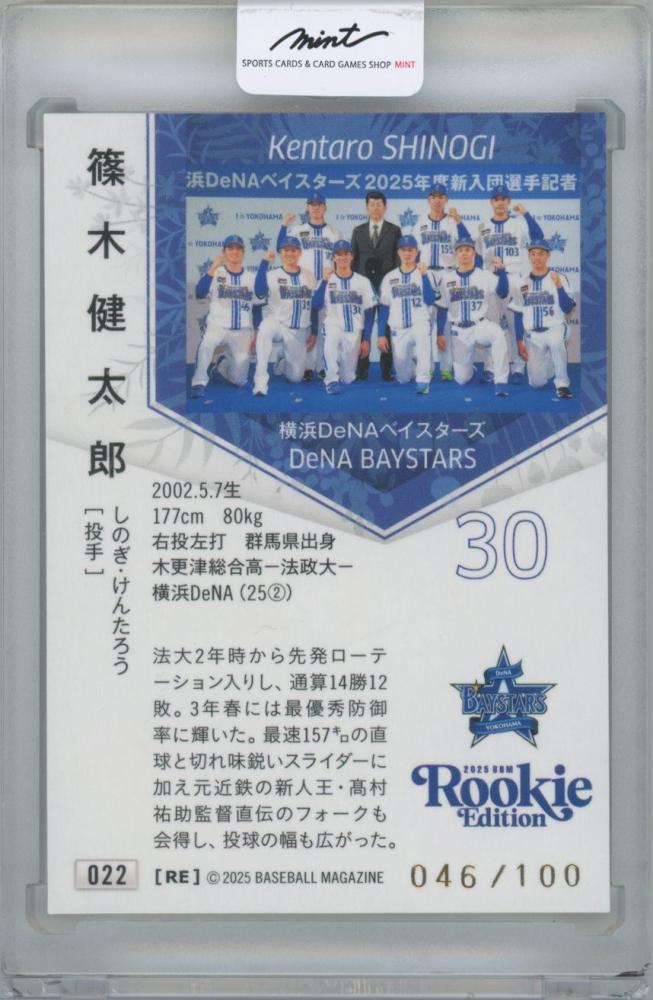 mint
SPORTS CARDS & CARD GAMES SHOP MINT
Kentaro SHINOGI
浜DeNAベイスターズ2025年度新入団選手記者
篠木健太郎
しのぎ・けんたろう
[投手]
横浜DeNAベイスターズ
DeNA BAYSTARS
30
2002.5.7生
177cm 80kg
右投左打 群馬県出身
木更津総合高－法政大－
横浜DeNA（25②）
法大2年時から先発ローテ
ーション入りし、通算14勝12
敗。3年春には最優秀防御
率に輝いた。最速157㌔の直
球と切れ味鋭いスライダーに
加え元近鉄の新人王・髙村
祐助監督直伝のフォークも
会得し、投球の幅も広がった。
DeNA
BAYSTARS
YOKOHAMA
2025 BBM
Rookie
Edition
022
[RE] © 2025 BASEBALL MAGAZINE
046/100